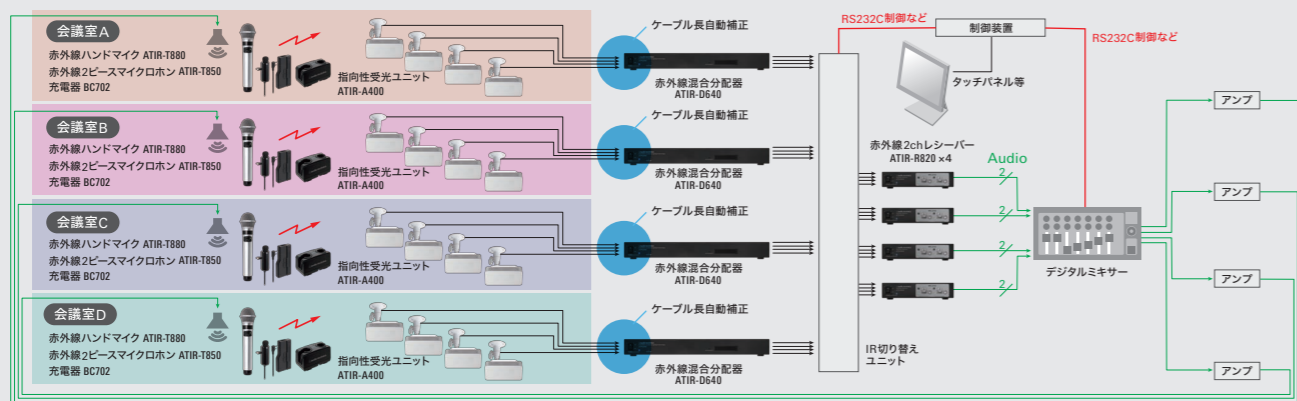 会議室A
赤外線ハンドマイク ATIR-T880
赤外線2ピースマイクロホン ATIR-T850
充電器 BC702
指向性受光ユニット
ATIR-A400
ケーブル長自動補正
赤外線混合分配器
ATIR-D640
会議室B
赤外線ハンドマイク ATIR-T880
赤外線2ピースマイクロホン ATIR-T850
充電器 BC702
指向性受光ユニット
ATIR-A400
ケーブル長自動補正
赤外線混合分配器
ATIR-D640
会議室C
赤外線ハンドマイク ATIR-T880
赤外線2ピースマイクロホン ATIR-T850
充電器 BC702
指向性受光ユニット
ATIR-A400
ケーブル長自動補正
赤外線混合分配器
ATIR-D640
会議室D
赤外線ハンドマイク ATIR-T880
赤外線2ピースマイクロホン ATIR-T850
充電器 BC702
指向性受光ユニット
ATIR-A400
ケーブル長自動補正
赤外線混合分配器
ATIR-D640
RS232C制御など
制御装置
RS232C制御など
タッチパネル等
赤外線2chレシーバー
ATIR-R820 ×4
Audio
2
2
2
2
IR切り替え
ユニット
デジタルミキサー
アンプ
アンプ
アンプ
アンプ